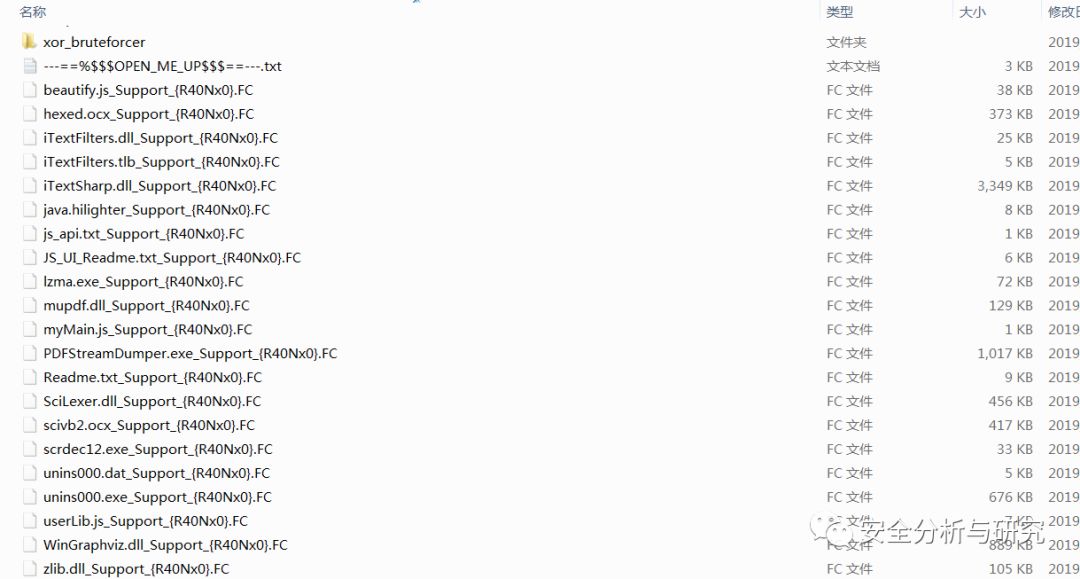 名称 类型 大小 修改日
xor_bruteforcer 文件夹 2019
---==%$$$OPEN_ME_UP$$$==---.txt 文本文档 3 KB 2019
beautify.js_Support_{R40Nx0}.FC FC 文件 38 KB 2019
hexed.ocx_Support_{R40Nx0}.FC FC 文件 373 KB 2019
iTextFilters.dll_Support_{R40Nx0}.FC FC 文件 25 KB 2019
iTextFilters.tlb_Support_{R40Nx0}.FC FC 文件 5 KB 2019
iTextSharp.dll_Support_{R40Nx0}.FC FC 文件 3,349 KB 2019
java.hilighter_Support_{R40Nx0}.FC FC 文件 8 KB 2019
js_api.txt_Support_{R40Nx0}.FC FC 文件 1 KB 2019
JS_UI_Readme.txt_Support_{R40Nx0}.FC FC 文件 6 KB 2019
lzma.exe_Support_{R40Nx0}.FC FC 文件 72 KB 2019
mupdf.dll_Support_{R40Nx0}.FC FC 文件 129 KB 2019
myMain.js_Support_{R40Nx0}.FC FC 文件 1 KB 2019
PDFStreamDumper.exe_Support_{R40Nx0}.FC FC 文件 1,017 KB 2019
Readme.txt_Support_{R40Nx0}.FC FC 文件 9 KB 2019
SciLexer.dll_Support_{R40Nx0}.FC FC 文件 456 KB 2019
scivb2.ocx_Support_{R40Nx0}.FC FC 文件 417 KB 2019
scrdec12.exe_Support_{R40Nx0}.FC FC 文件 33 KB 2019
unins000.dat_Support_{R40Nx0}.FC FC 文件 5 KB 2019
unins000.exe_Support_{R40Nx0}.FC FC 文件 676 KB 2019
userLib.js_Support_{R40Nx0}.FC FC 文件 7 KB 2019
安全分析与研究
WinGraphviz.dll_Support_{R40Nx0}.FC FC 文件 889 KB 2019
zlib.dll_Support_{R40Nx0}.FC FC 文件 105 KB 2019